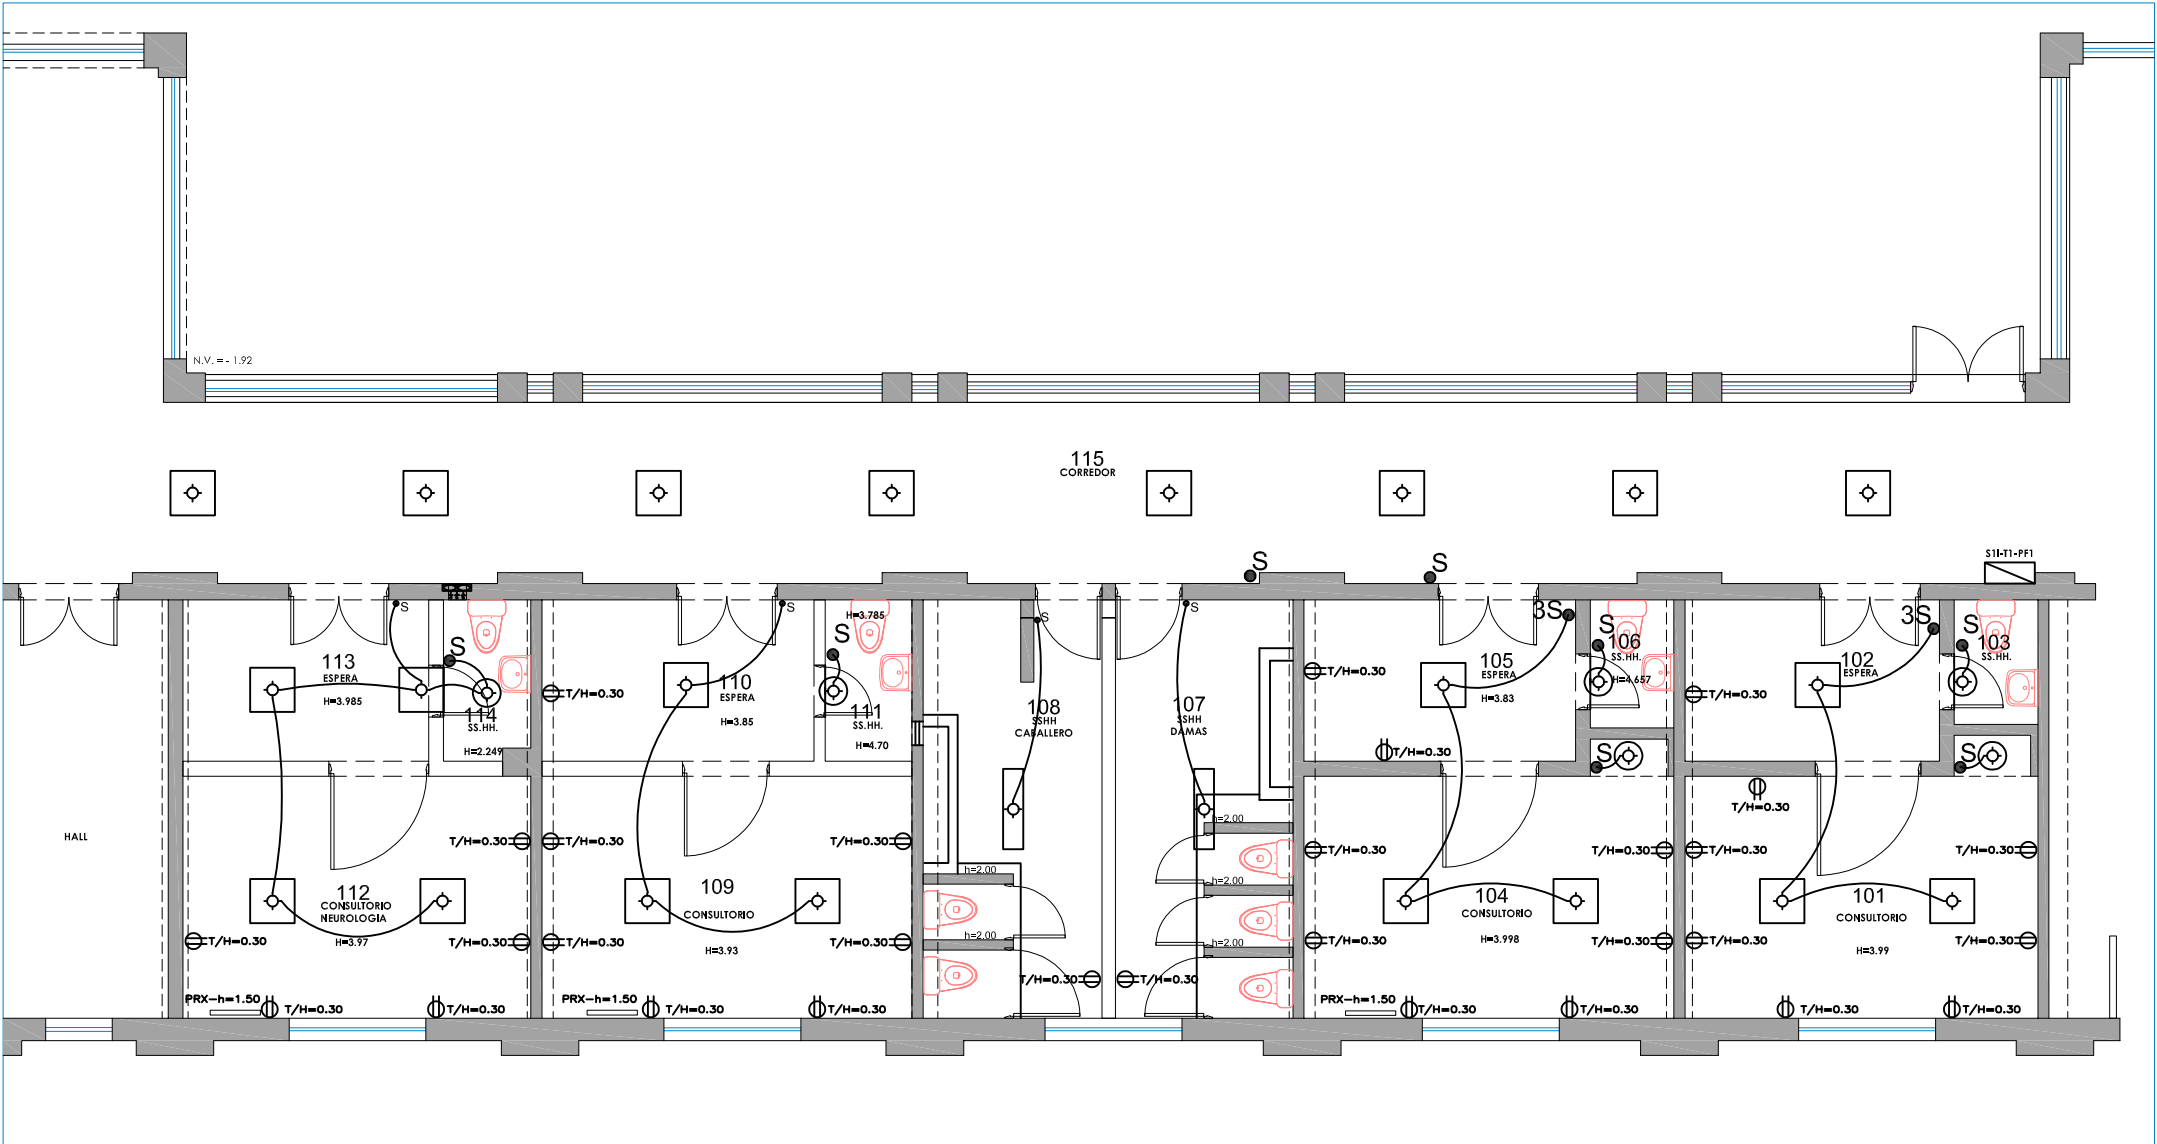 N.V. = - 1.92
115
CORREDOR
S1I-T1-PF1
S
S
S
S
S
S
3S
3S
H=3.785
S
S
S
S
113
ESPERA
H=3.985
114
SS.HH.
H=2.249
T/H=0.30
110
ESPERA
H=3.85
111
SS.HH.
H=4.70
108
SSHH
CABALLERO
107
SSHH
DAMAS
T/H=0.30
105
ESPERA
H=3.83
106
SS.HH.
H=4.657
T/H=0.30
102
ESPERA
103
SS.HH.
T/H=0.30
S
S
T/H=0.30
HALL
T/H=0.30
T/H=0.30
T/H=0.30
h=2.00
T/H=0.30
T/H=0.30
T/H=0.30
T/H=0.30
112
CONSULTORIO
NEUROLOGIA
H=3.97
109
CONSULTORIO
H=3.93
h=2.00
h=2.00
104
CONSULTORIO
H=3.998
101
CONSULTORIO
H=3.99
T/H=0.30
T/H=0.30
T/H=0.30
h=2.00
h=2.00
T/H=0.30
T/H=0.30
T/H=0.30
T/H=0.30
T/H=0.30
T/H=0.30
PRX-h=1.50
T/H=0.30
T/H=0.30
PRX-h=1.50
T/H=0.30
T/H=0.30
PRX-h=1.50
T/H=0.30
T/H=0.30
T/H=0.30
T/H=0.30